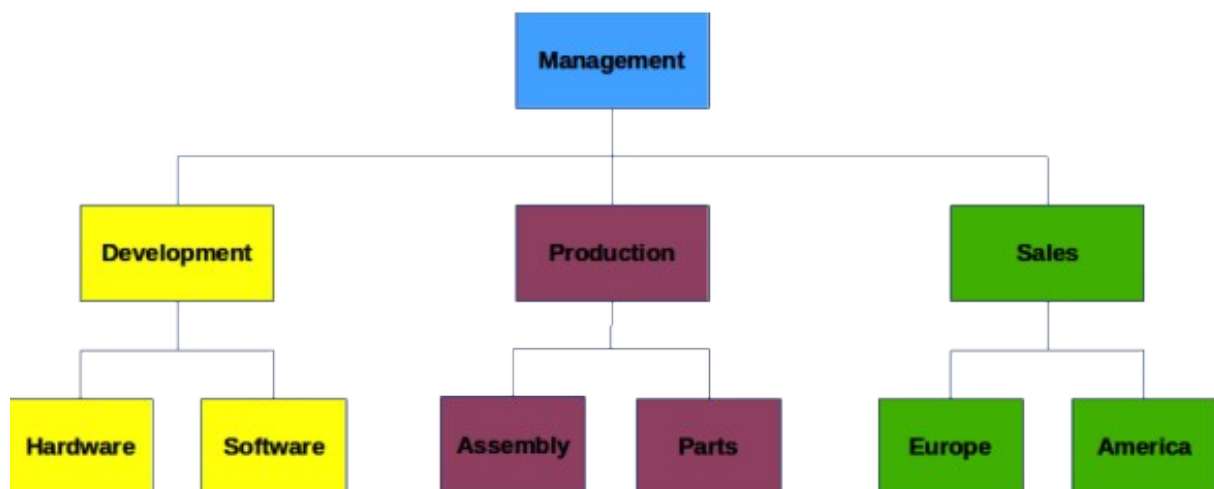 Management
Development
Production
Sales
Hardware
Software
Assembly
Parts
Europe
America